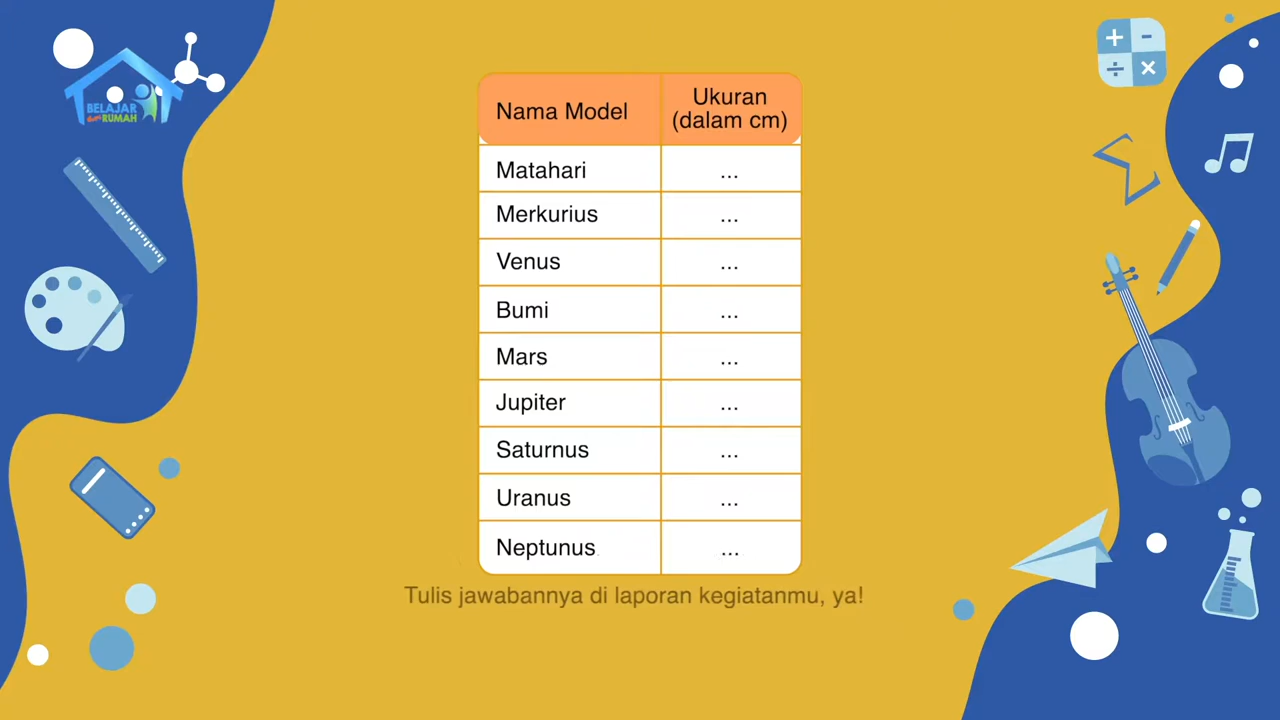 BELAJAR
dari RUMAH
Nama Model
Ukuran
(dalam cm)
Matahari
...
Merkurius
...
Venus
...
Bumi
...
Mars
...
Jupiter
...
Saturnus
...
Uranus
...
Neptunus
...
Tulis jawabannya di laporan kegiatanmu, ya!